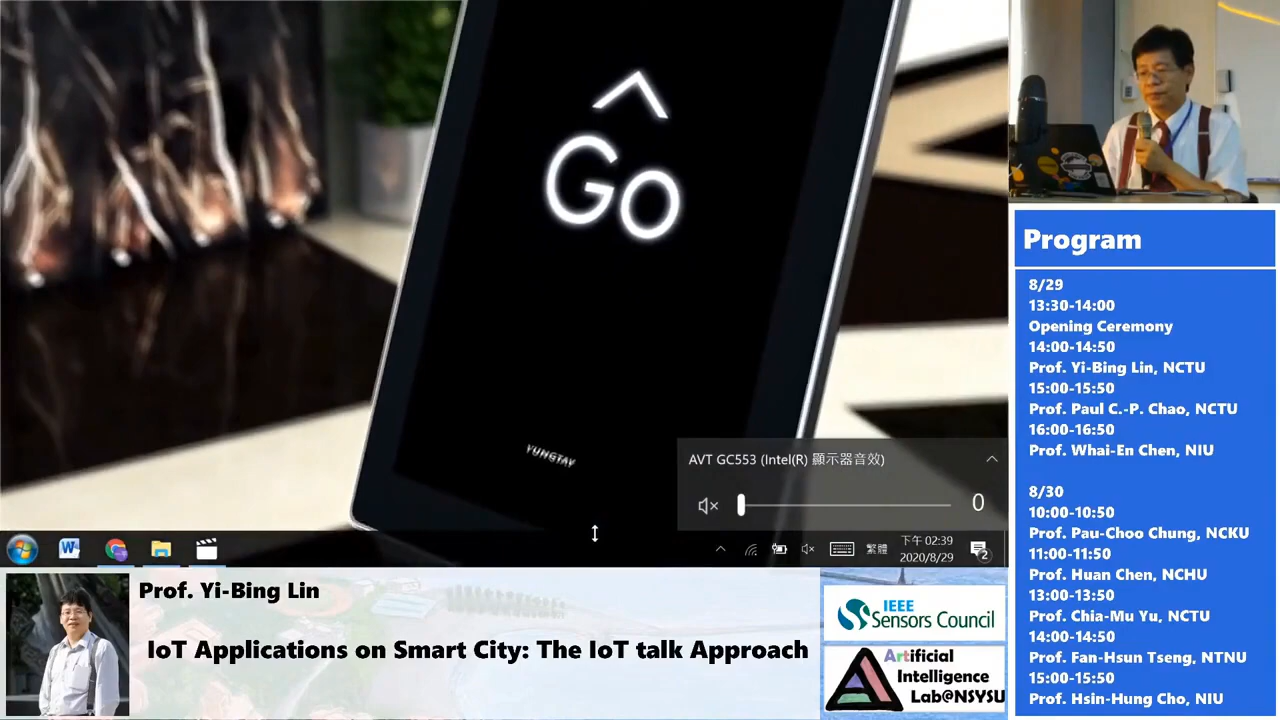 Go
YUNGTAY
AVT GC553 (Intel(R) 顯示器音效)
0
繁體
下午 02:39
2020/8/29
2
Prof. Yi-Bing Lin
IoT Applications on Smart City: The IoT talk Approach
IEEE
Sensors Council
Artificial
Intelligence
Lab@NSYSU
Program
8/29
13:30-14:00
Opening Ceremony
14:00-14:50
Prof. Yi-Bing Lin, NCTU
15:00-15:50
Prof. Paul C.-P. Chao, NCTU
16:00-16:50
Prof. Whai-En Chen, NIU
8/30
10:00-10:50
Prof. Pau-Choo Chung, NCKU
11:00-11:50
Prof. Huan Chen, NCHU
13:00-13:50
Prof. Chia-Mu Yu, NCTU
14:00-14:50
Prof. Fan-Hsun Tseng, NTNU
15:00-15:50
Prof. Hsin-Hung Cho, NIU